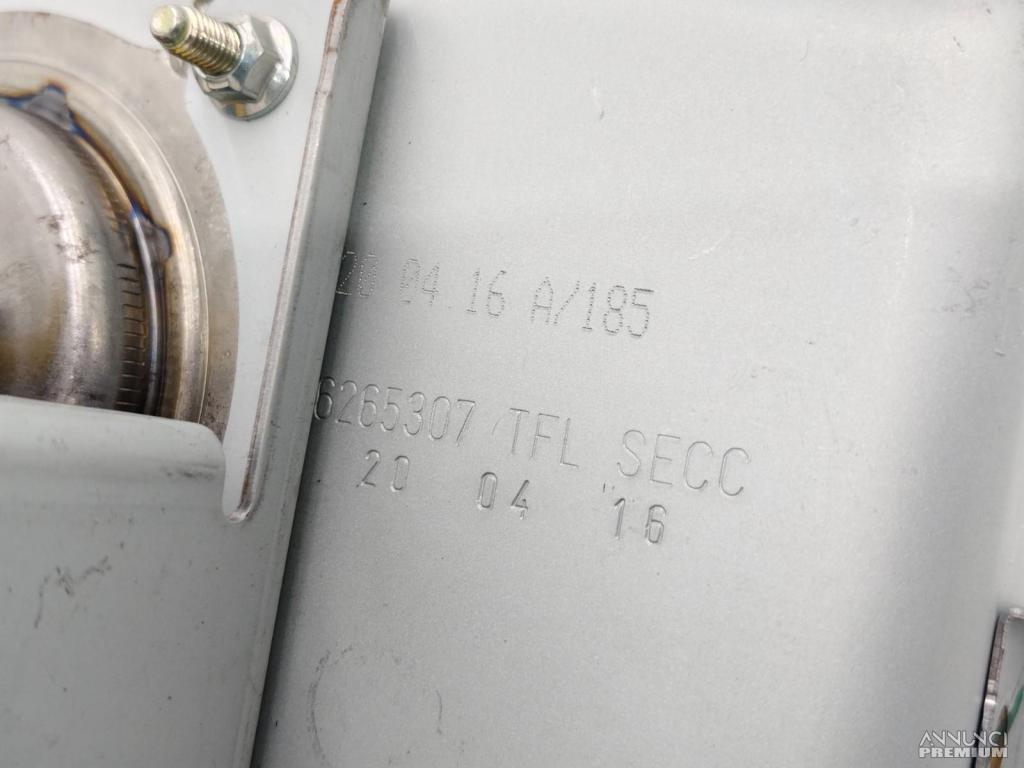 20 04 16 A/185
6265307 TFL SECC
20 04 16
ANNUNCI
PREMIUM